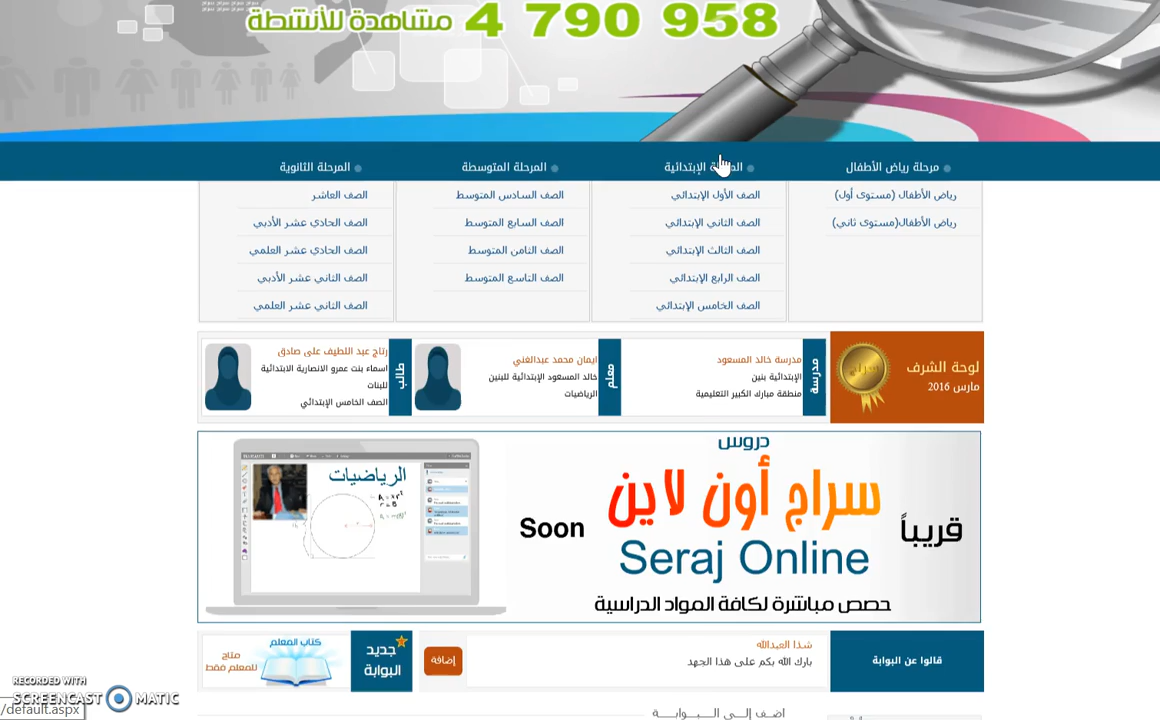 4 790 958 مشاهدة للأنشطة
مرحلة رياض الأطفال
رياض الأطفال (مستوى أول)
رياض الأطفال(مستوى ثاني)
الإبتدائية
الصف الأول الإبتدائي
الصف الثاني الإبتدائي
الصف الثالث الإبتدائي
الصف الرابع الإبتدائي
الصف الخامس الإبتدائي
المرحلة المتوسطة
الصف السادس المتوسط
الصف السابع المتوسط
الصف الثامن المتوسط
الصف التاسع المتوسط
المرحلة الثانوية
الصف العاشر
الصف الحادي عشر الأدبي
الصف الحادي عشر العلمي
الصف الثاني عشر الأدبي
الصف الثاني عشر العلمي
لوحة الشرف
مارس 2016
سراج
مدرسة
مدرسة خالد المسعود
الإبتدائية بنين
منطقة مبارك الكبير التعليمية
معلم
ايمان محمد عبدالغني
خالد المسعود الإبتدائية للبنين
الرياضيات
طالب
رتاج عبد اللطيف على صادق
اسماء بنت عمرو الانصارية الابتدائية
للبنات
الصف الخامس الإبتدائي
دروس
سراج أون لاين
قريباً
Soon
Seraj Online
حصص مباشرة لكافة المواد الدراسية
الرياضيات
قالوا عن البوابة
شذا العبدالله
بارك الله بكم على هذا الجهد
إضافة
جديد
البوابة
كتاب المعلم
متاح
للمعلم فقط
اضف إلى البوابة
RECORDED WITH
SCREENCAST MATIC
/default.aspx